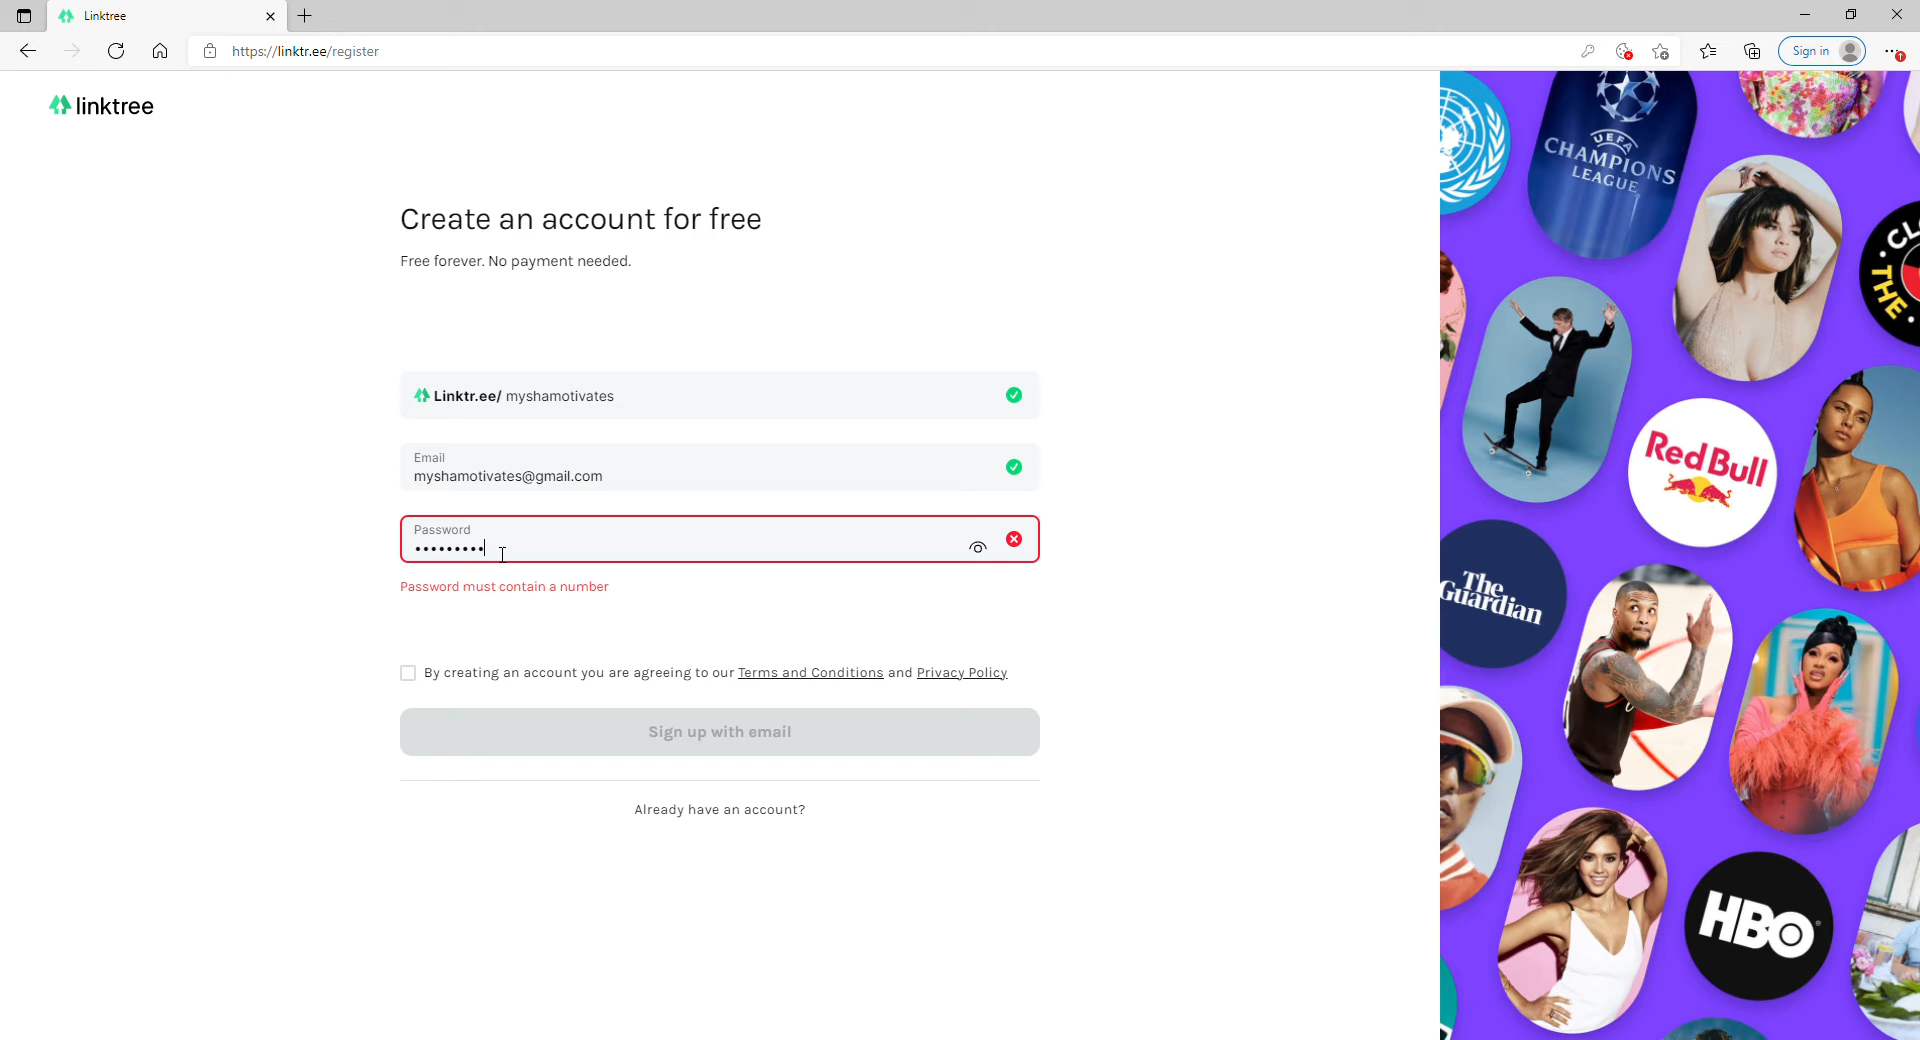 Linktree
https://linktr.ee/register
Sign in
linktree
Create an account for free
Free forever. No payment needed.
Linktr.ee/ myshamotivates
Email
myshamotivates@gmail.com
Password
•••••••••
Password must contain a number
By creating an account you are agreeing to our Terms and Conditions and Privacy Policy
Sign up with email
Already have an account?
UEFA
CHAMPIONS
LEAGUE
THE
Red Bull
The
Guardian
HBO